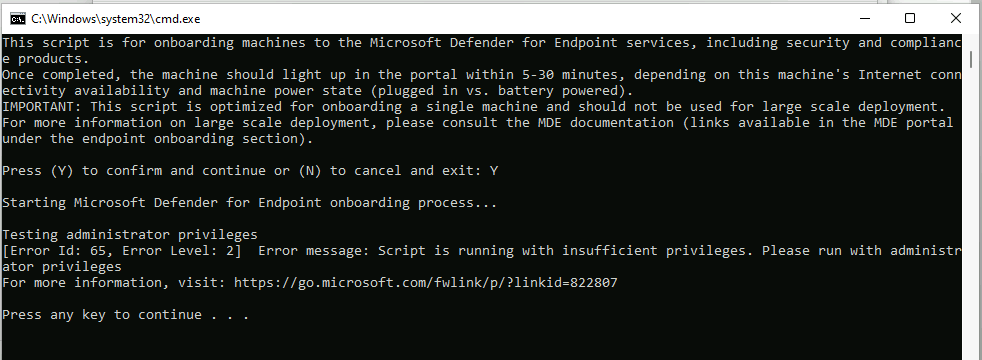 C:\Windows\system32\cmd.exe
This script is for onboarding machines to the Microsoft Defender for Endpoint services, including security and complianc
e products.
Once completed, the machine should light up in the portal within 5-30 minutes, depending on this machine's Internet conn
ectivity availability and machine power state (plugged in vs. battery powered).
IMPORTANT: This script is optimized for onboarding a single machine and should not be used for large scale deployment.
For more information on large scale deployment, please consult the MDE documentation (links available in the MDE portal
under the endpoint onboarding section).
Press (Y) to confirm and continue or (N) to cancel and exit: Y
Starting Microsoft Defender for Endpoint onboarding process...
Testing administrator privileges
[Error Id: 65, Error Level: 2]  Error message: Script is running with insufficient privileges. Please run with administr
ator privileges
For more information, visit: https://go.microsoft.com/fwlink/p/?linkid=822807
Press any key to continue . . .